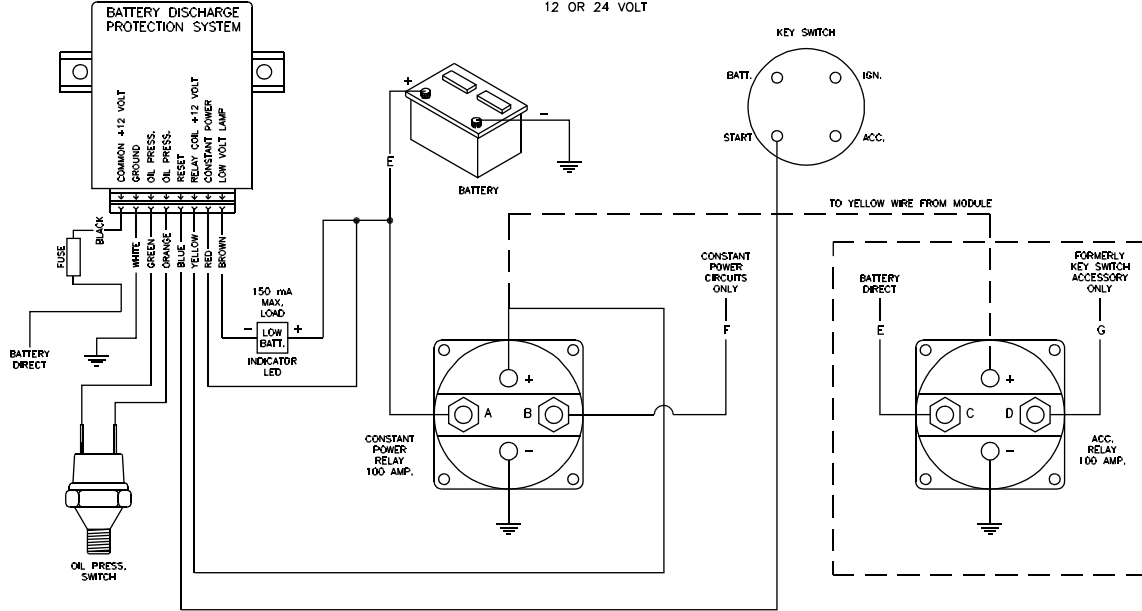 12 OR 24 VOLT
BATTERY DISCHARGE
PROTECTION SYSTEM
COMMON +12 VOLT
GROUND
OIL PRESS.
OIL PRESS.
RESET
RELAY COIL +12 VOLT
CONSTANT POWER
LOW VOLT LAMP
BLACK
WHITE
GREEN
ORANGE
BLUE
YELLOW
RED
BROWN
FUSE
BATTERY
DIRECT
OIL PRESS.
SWITCH
150 mA
MAX.
LOAD
- LOW +
BATT.
INDICATOR
LED
+
-
E
BATTERY
KEY SWITCH
BATT.
IGN.
START
ACC.
TO YELLOW WIRE FROM MODULE
CONSTANT
POWER
CIRCUITS
ONLY
F
+
A B
-
CONSTANT
POWER
RELAY
100 AMP.
BATTERY
DIRECT
E
FORMERLY
KEY SWITCH
ACCESSORY
ONLY
G
+
C D
-
ACC.
RELAY
100 AMP.